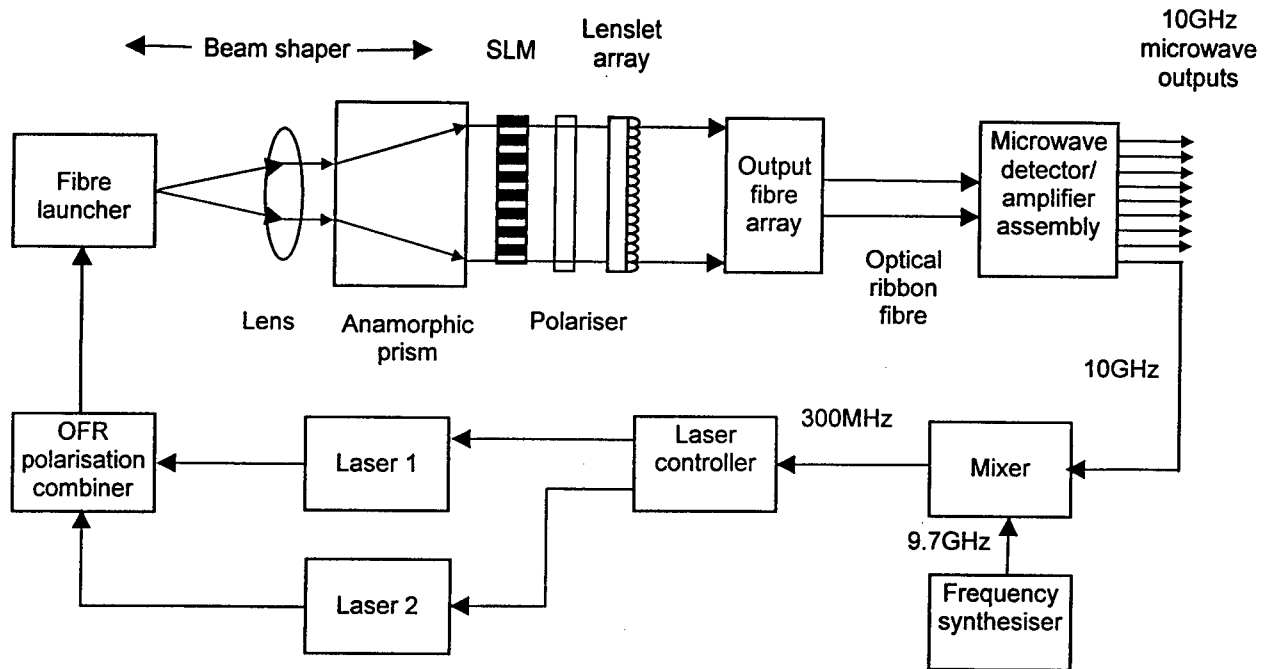 10GHz
microwave
outputs
Beam shaper
SLM
Lenslet
array
Fibre
launcher
Output
fibre
array
Microwave
detector/
amplifier
assembly
Lens
Anamorphic
prism
Polariser
Optical
ribbon
fibre
10GHz
OFR
polarisation
combiner
Laser 1
Laser
controller
300MHz
Mixer
9.7GHz
Laser 2
Frequency
synthesiser